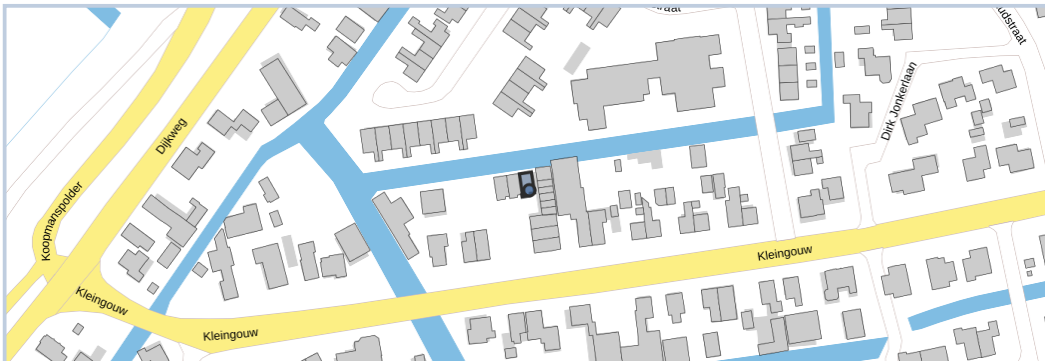 Dijkweg
Koopmanspolder
Kleingouw
Kleingouw
Kleingouw
Dirk Jonkerlaan